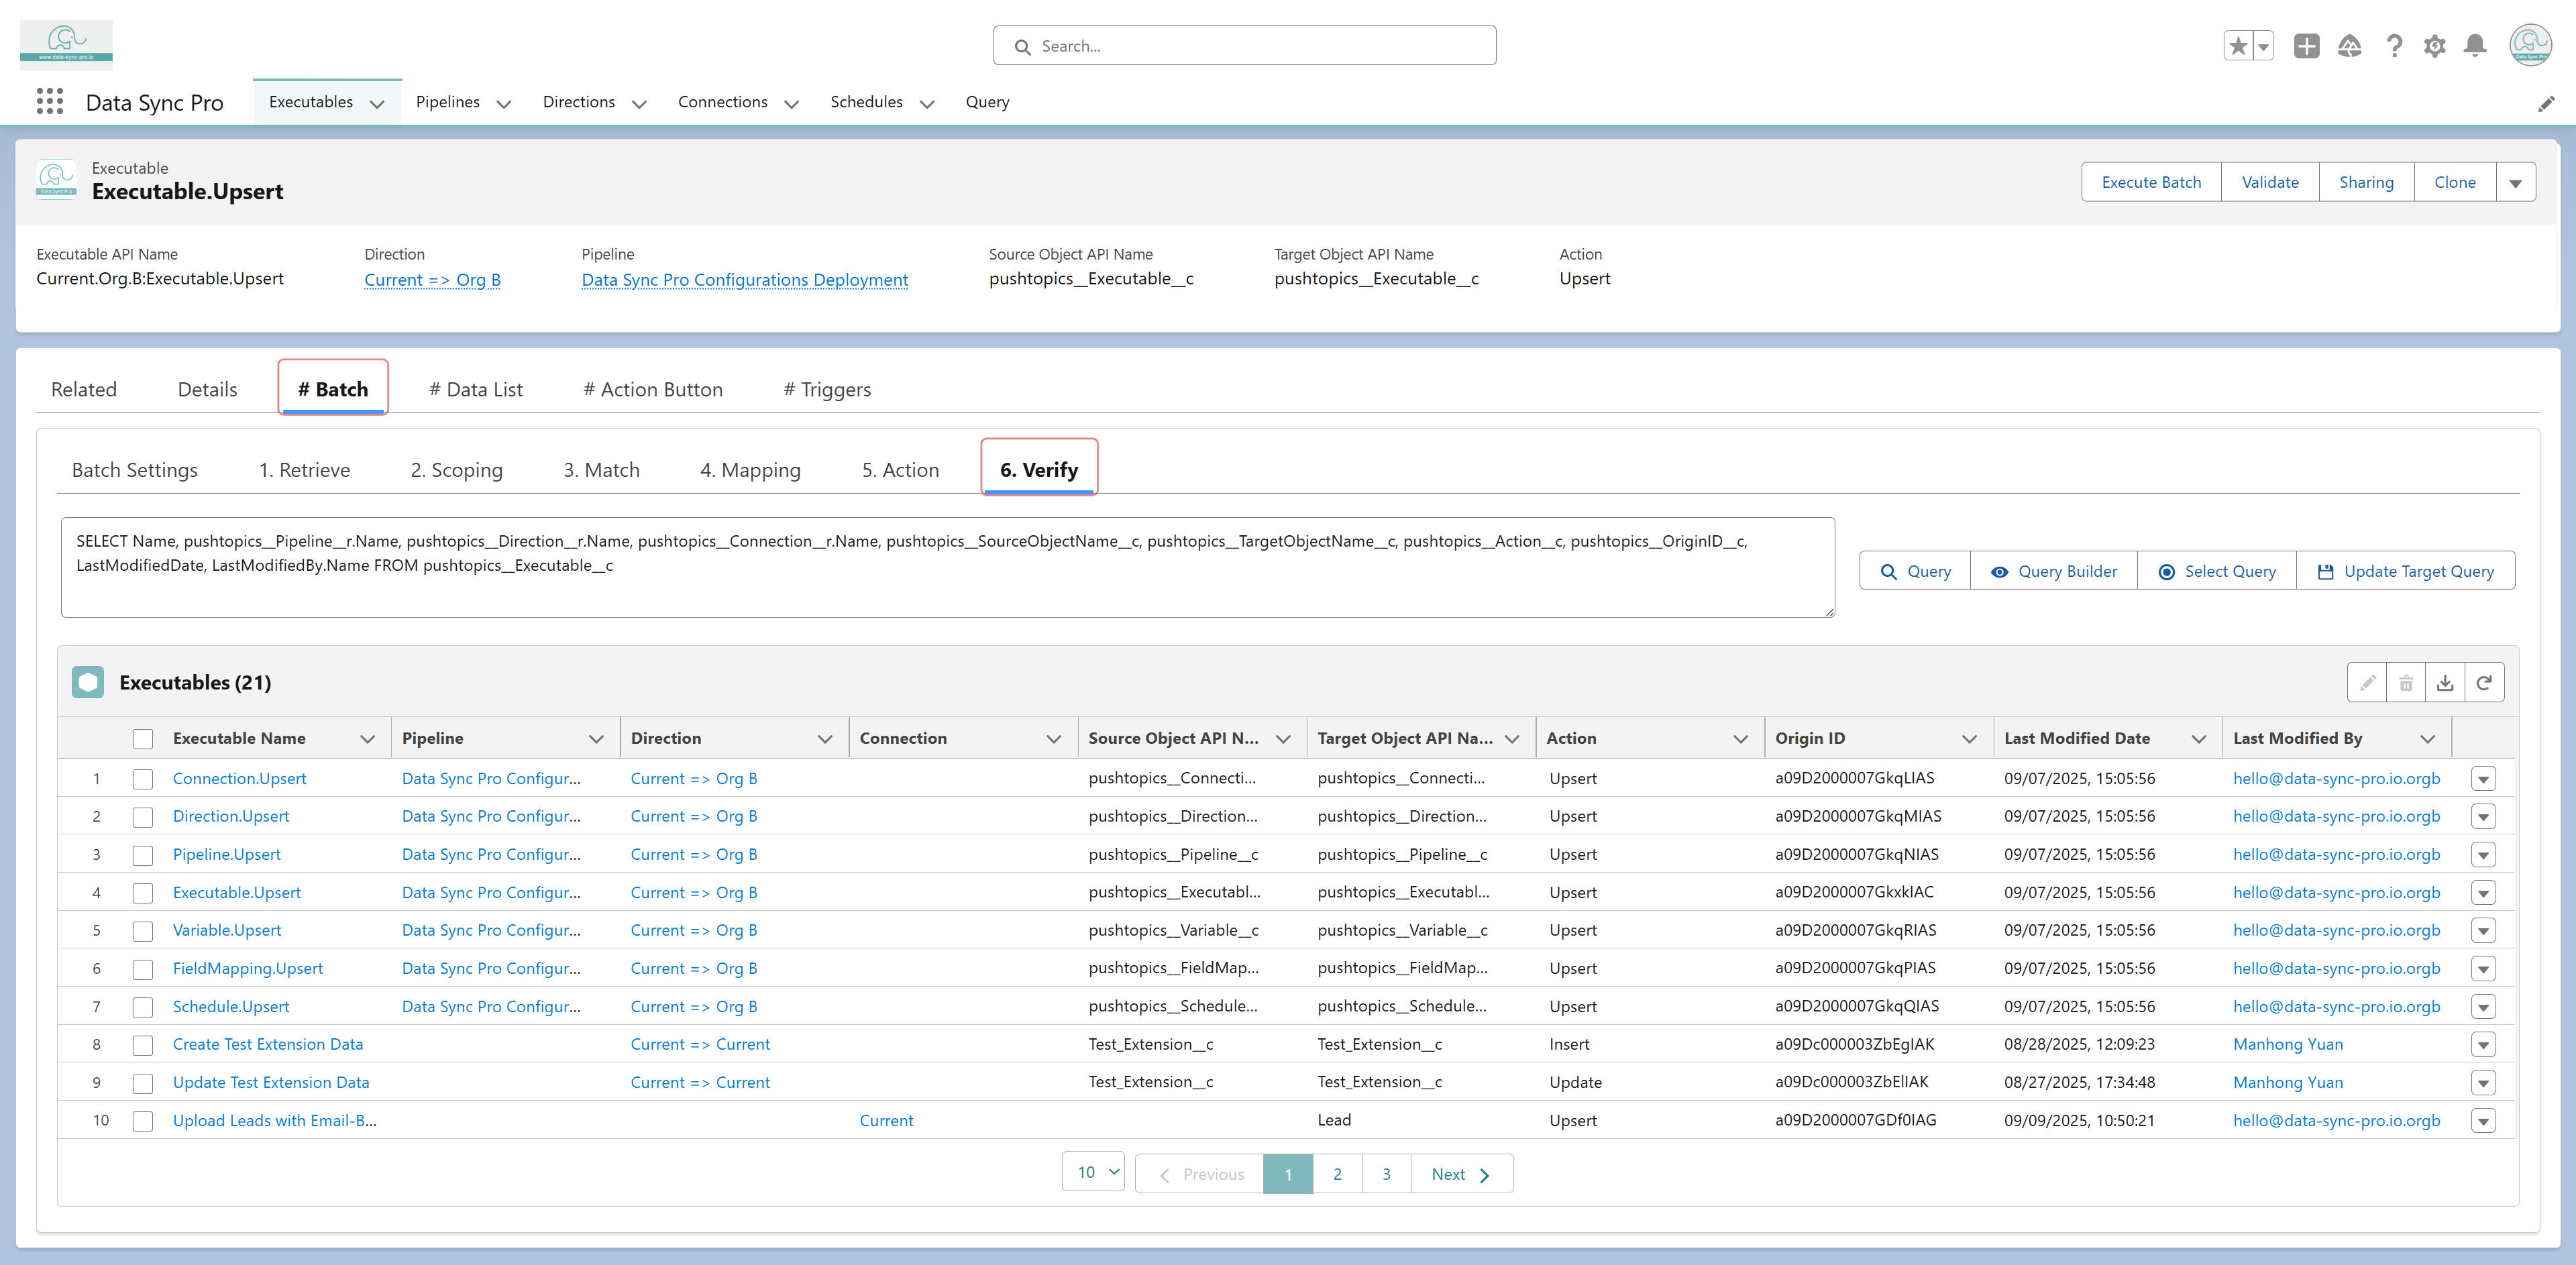 www.data-sync-pro.io
Search...
Data Sync Pro
Data Sync Pro
Executables
Pipelines
Directions
Connections
Schedules
Query
Data Sync Pro
Executable
Executable.Upsert
Execute Batch
Validate
Sharing
Clone
Executable API Name
Direction
Pipeline
Source Object API Name
Target Object API Name
Action
Current.Org.B:Executable.Upsert
Current => Org B
Data Sync Pro Configurations Deployment
pushtopics__Executable__c
pushtopics__Executable__c
Upsert
Related
Details
# Batch
# Data List
# Action Button
# Triggers
Batch Settings
1. Retrieve
2. Scoping
3. Match
4. Mapping
5. Action
6. Verify
SELECT Name, pushtopics__Pipeline__r.Name, pushtopics__Direction__r.Name, pushtopics__Connection__r.Name, pushtopics__SourceObjectName__c, pushtopics__TargetObjectName__c, pushtopics__Action__c, pushtopics__OriginID__c,
LastModifiedDate, LastModifiedBy.Name FROM pushtopics__Executable__c
Query
Query Builder
Select Query
Update Target Query
Executables (21)
Executable Name Pipeline Direction Connection Source Object API N... Target Object API Na... Action Origin ID Last Modified Date Last Modified By
1 Connection.Upsert Data Sync Pro Configur... Current => Org B pushtopics__Connecti... pushtopics__Connecti... Upsert a09D2000007GkqLIAS 09/07/2025, 15:05:56 hello@data-sync-pro.io.orgb
2 Direction.Upsert Data Sync Pro Configur... Current => Org B pushtopics__Direction... pushtopics__Direction... Upsert a09D2000007GkqMIAS 09/07/2025, 15:05:56 hello@data-sync-pro.io.orgb
3 Pipeline.Upsert Data Sync Pro Configur... Current => Org B pushtopics__Pipeline__c pushtopics__Pipeline__c Upsert a09D2000007GkqNIAS 09/07/2025, 15:05:56 hello@data-sync-pro.io.orgb
4 Executable.Upsert Data Sync Pro Configur... Current => Org B pushtopics__Executabl... pushtopics__Executabl... Upsert a09D2000007GkxkIAC 09/07/2025, 15:05:56 hello@data-sync-pro.io.orgb
5 Variable.Upsert Data Sync Pro Configur... Current => Org B pushtopics__Variable__c pushtopics__Variable__c Upsert a09D2000007GkqRIAS 09/07/2025, 15:05:56 hello@data-sync-pro.io.orgb
6 FieldMapping.Upsert Data Sync Pro Configur... Current => Org B pushtopics__FieldMap... pushtopics__FieldMap... Upsert a09D2000007GkqPIAS 09/07/2025, 15:05:56 hello@data-sync-pro.io.orgb
7 Schedule.Upsert Data Sync Pro Configur... Current => Org B pushtopics__Schedule... pushtopics__Schedule... Upsert a09D2000007GkqQIAS 09/07/2025, 15:05:56 hello@data-sync-pro.io.orgb
8 Create Test Extension Data Current => Current Test_Extension__c Test_Extension__c Insert a09Dc000003ZbEgIAK 08/28/2025, 12:09:23 Manhong Yuan
9 Update Test Extension Data Current => Current Test_Extension__c Test_Extension__c Update a09Dc000003ZbElIAK 08/27/2025, 17:34:48 Manhong Yuan
10 Upload Leads with Email-B... Current Lead Upsert a09D2000007GDf0IAG 09/09/2025, 10:50:21 hello@data-sync-pro.io.orgb
10
Previous
1
2
3
Next